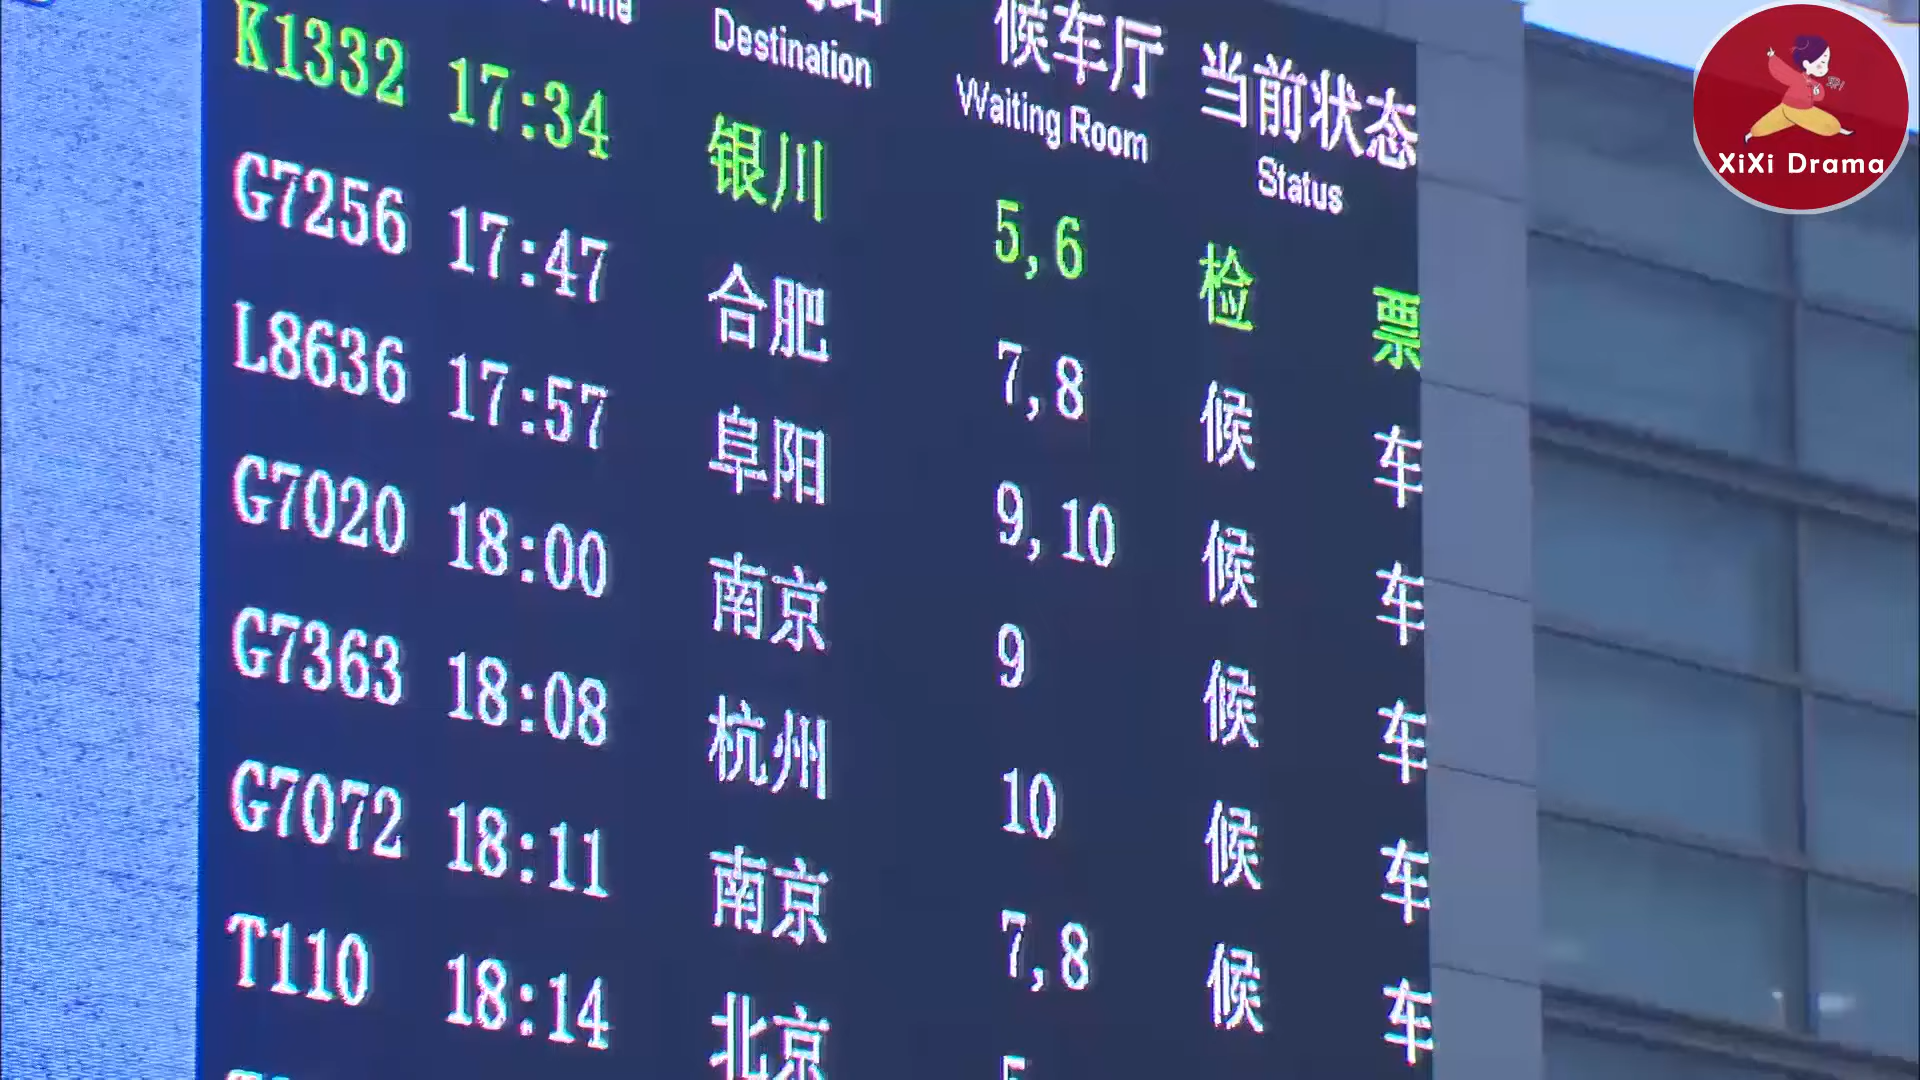 候车厅 当前状态
Destination Waiting Room Status
K1332 17:34 银川 5,6 检票
G7256 17:47 合肥 7,8 候车
L8636 17:57 阜阳 9,10 候车
G7020 18:00 南京 9 候车
G7363 18:08 杭州 10 候车
G7072 18:11 南京 7,8 候车
T110 18:14 北京
XiXi Drama